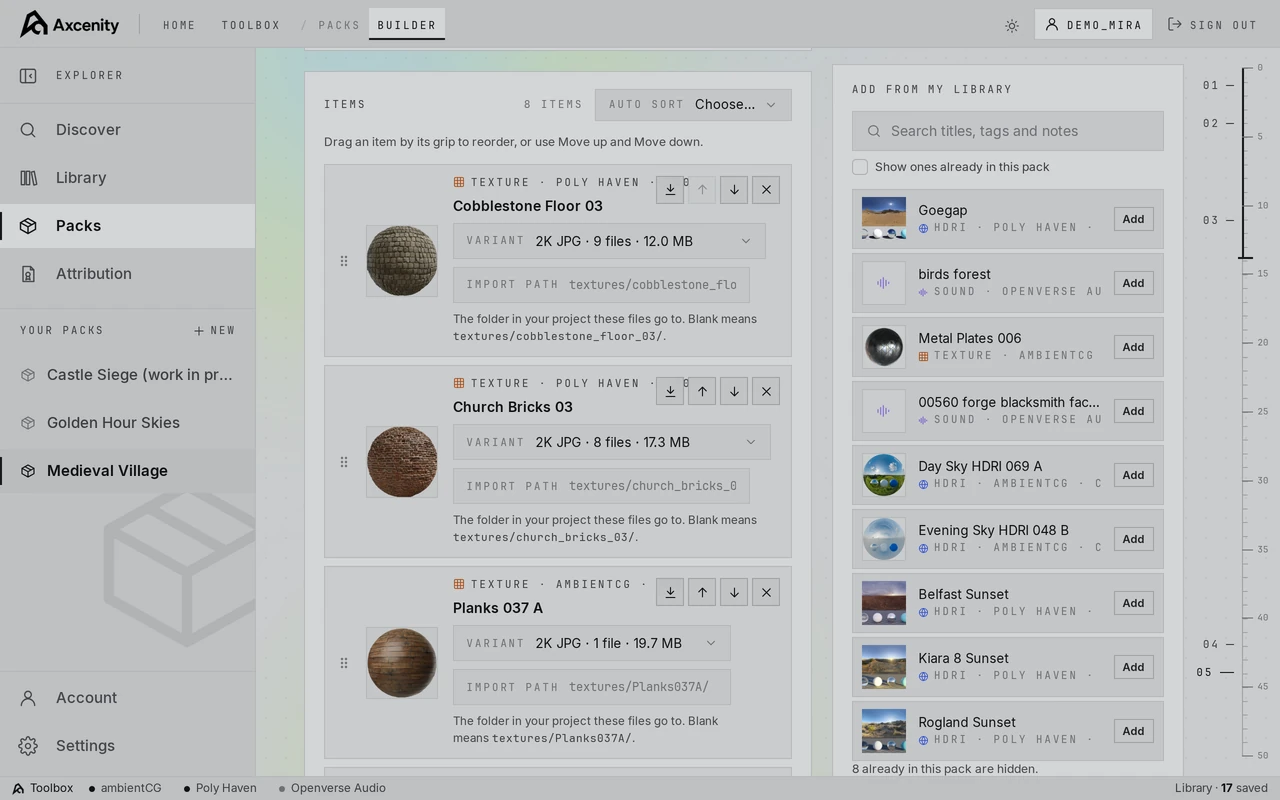 Axcenity
HOME
TOOLBOX
/ PACKS
BUILDER
DEMO_MIRA
SIGN OUT
EXPLORER
Discover
Library
Packs
Attribution
YOUR PACKS
+ NEW
Castle Siege (work in pr...
Golden Hour Skies
Medieval Village
Account
Settings
ITEMS
8 ITEMS
AUTO SORT Choose...
Drag an item by its grip to reorder, or use Move up and Move down.
TEXTURE · POLY HAVEN ·
Cobblestone Floor 03
VARIANT 2K JPG · 9 files · 12.0 MB
IMPORT PATH textures/cobblestone_flo
The folder in your project these files go to. Blank means
textures/cobblestone_floor_03/.
TEXTURE · POLY HAVEN ·
Church Bricks 03
VARIANT 2K JPG · 8 files · 17.3 MB
IMPORT PATH textures/church_bricks_0
The folder in your project these files go to. Blank means
textures/church_bricks_03/.
TEXTURE · AMBIENTCG ·
Planks 037 A
VARIANT 2K JPG · 1 file · 19.7 MB
IMPORT PATH textures/Planks037A/
The folder in your project these files go to. Blank
means textures/Planks037A/.
ADD FROM MY LIBRARY
Search titles, tags and notes
Show ones already in this pack
Goegap
HDRI · POLY HAVEN ·
Add
birds forest
SOUND · OPENVERSE AU
Add
Metal Plates 006
TEXTURE · AMBIENTCG
Add
00560 forge blacksmith fac...
SOUND · OPENVERSE AU
Add
Day Sky HDRI 069 A
HDRI · AMBIENTCG · C
Add
Evening Sky HDRI 048 B
HDRI · AMBIENTCG · C
Add
Belfast Sunset
HDRI · POLY HAVEN ·
Add
Kiara 8 Sunset
HDRI · POLY HAVEN ·
Add
Rogland Sunset
HDRI · POLY HAVEN ·
Add
8 already in this pack are hidden.
01
02
03
04
05
0
5
10
15
20
25
30
35
40
45
50
Toolbox
ambientCG
Poly Haven
Openverse Audio
Library · 17 saved